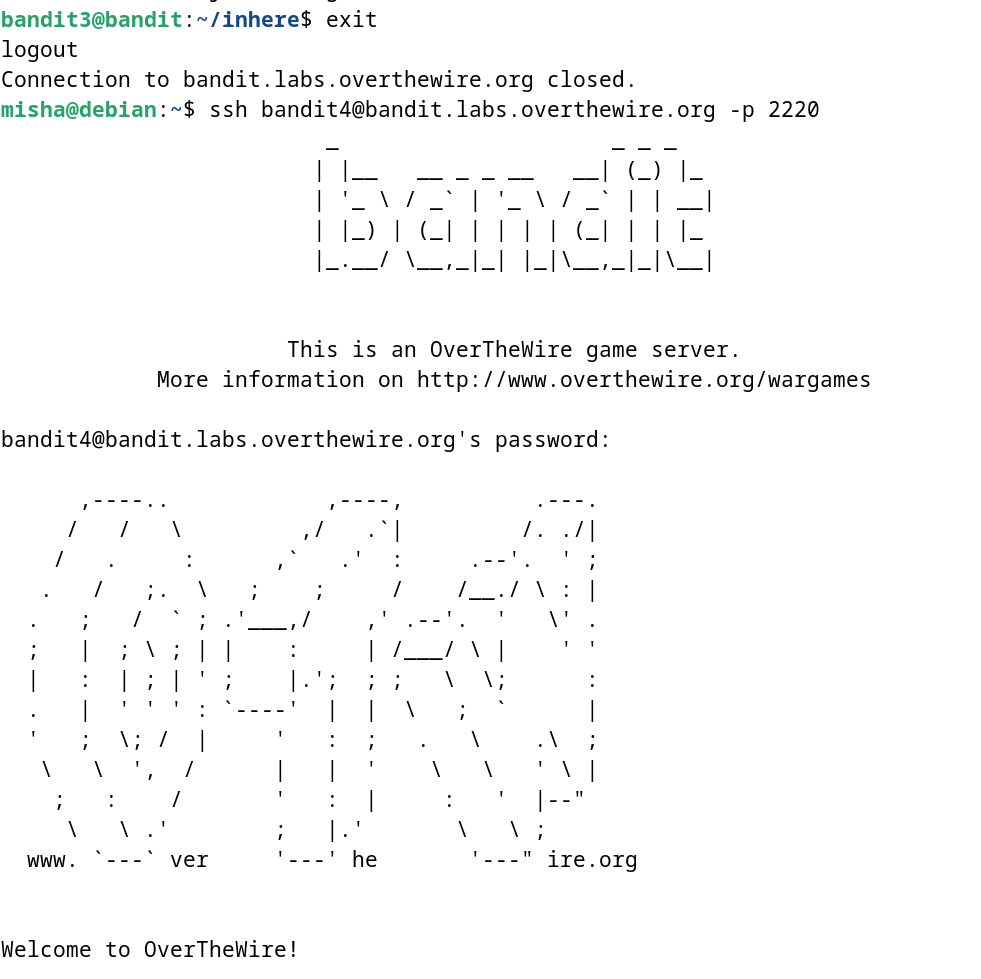 bandit3@bandit:~/inhere$ exit
logout
Connection to bandit.labs.overthewire.org closed.
misha@debian:~$ ssh bandit4@bandit.labs.overthewire.org -p 2220
                         _                     _ _ _
                        | |__   __ _ _ __   __| (_) |_
                        | '_ \ / _` | '_ \ / _` | | __|
                        | |_) | (_| | | | | (_| | | |_
                        |_.__/ \__,_|_| |_|\__,_|_|\__|
                      This is an OverTheWire game server.
            More information on http://www.overthewire.org/wargames
bandit4@bandit.labs.overthewire.org's password:
      ,----..            ,----,          .---.
     /   /   \         ,/   .`|         /. ./|
    /   .     :      ,`   .'  :     .--'.  ' ;
   .   /   ;.  \   ;    ;     /    /__./ \ : |
  .   ;   /  ` ; .'___,/    ,' .--'.  '   \' .
  ;   |  ; \ ; | |    :     | /___/ \ |    ' '
  |   :  | ; | ' ;    |.';  ; ;   \  \;      :
  .   |  ' ' ' : `----'  |  |  \   ;  `      |
  '   ;  \; /  |     '   :  ;   .   \    .\  ;
   \   \  ',  /      |   |  '    \   \   ' \ |
    ;   :    /       '   :  |     :   '  |--"
     \   \ .'        ;   |.'       \   \ ;
  www. `---` ver     '---' he       '---" ire.org
Welcome to OverTheWire!